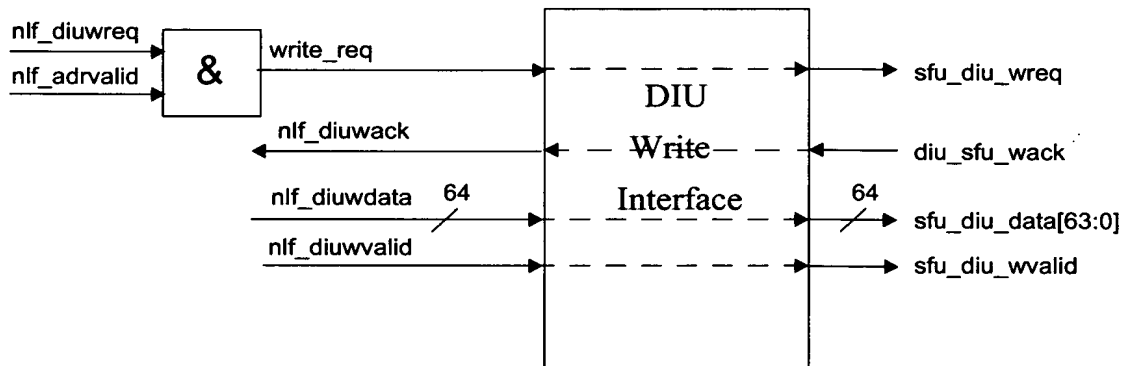 nlf_diuwreq
nlf_adrvalid
&
write_req
sfu_diu_wreq
DIU
nlf_diuwack
Write
diu_sfu_wack
nlf_diuwdata 64
Interface
64
sfu_diu_data[63:0]
nlf_diuwvalid
sfu_diu_wvalid